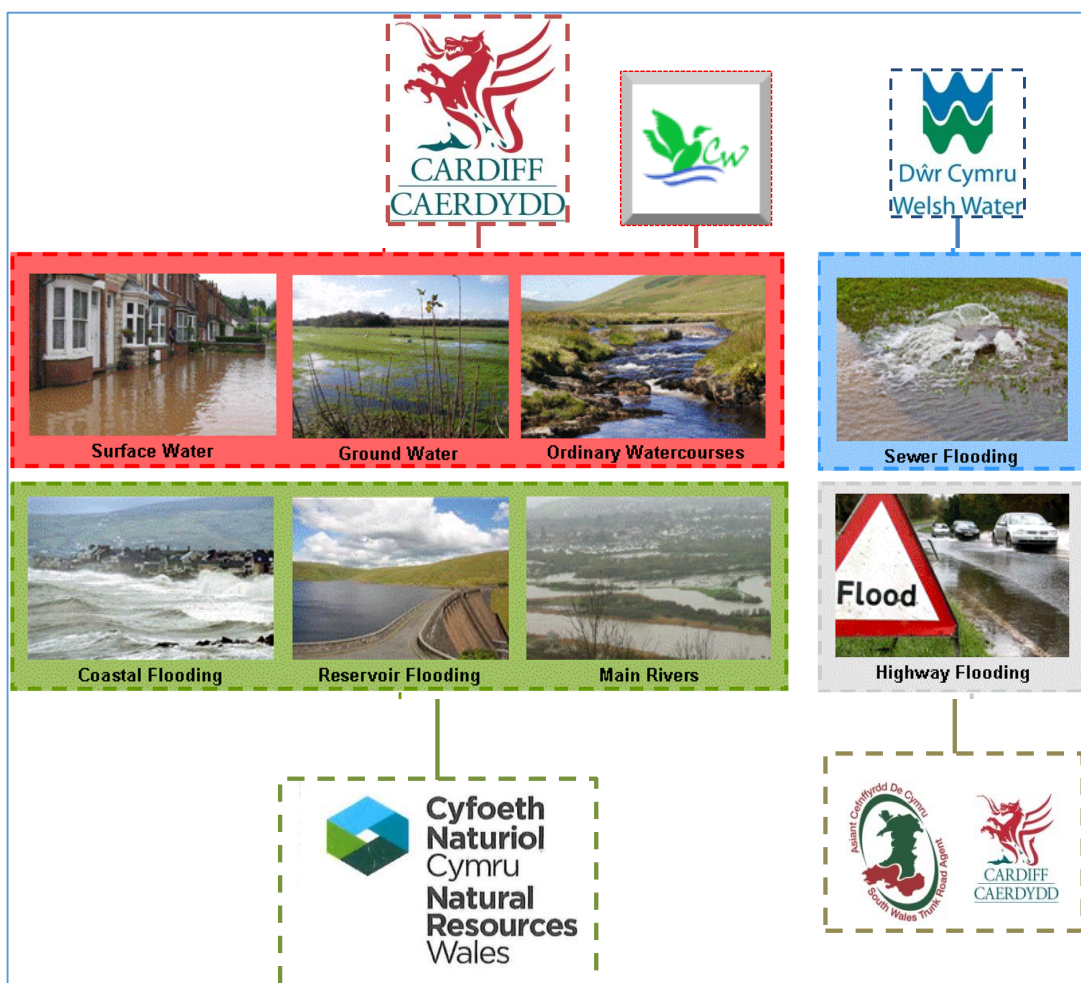 CARDIFF
CAERDYDD
CW
Dŵr Cymru
Welsh Water
Surface Water
Ground Water
Ordinary Watercourses
Sewer Flooding
Flood
Coastal Flooding
Reservoir Flooding
Main Rivers
Highway Flooding
Cyfoeth
Naturiol
Cymru
Natural
Resources
Wales
Asiant Cefnffyrdd De Cymru
South Wales Trunk Road Agent
CARDIFF
CAERDYDD